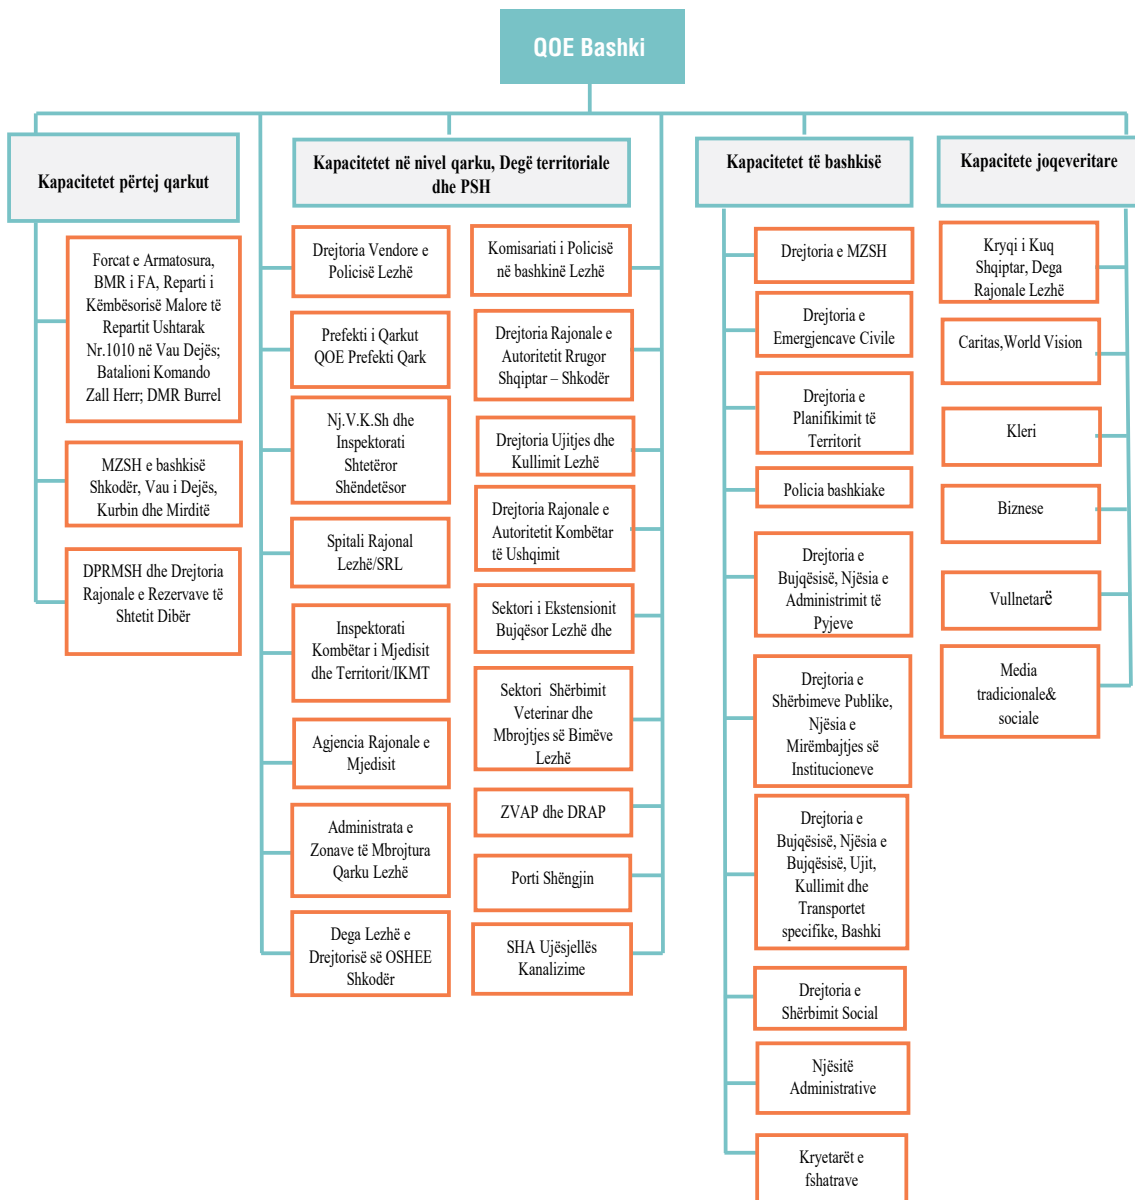 QOE Bashki
Kapacitetet përtej qarkut
Forcat e Armatosura,
BMR i FA, Reparti i
Këmbësorisë Malore të
Repartit Ushtarak
Nr.1010 në Vau Dejës;
Batalioni Komando
Zall Herr; DMR Burrel
MZSH e bashkisë
Shkodër, Vau i Dejës,
Kurbin dhe Mirditë
DPRMSH dhe Drejtoria
Rajonale e Rezervave të
Shtetit Dibër
Kapacitetet në nivel qarku, Degë territoriale
dhe PSH
Drejtoria Vendore e
Policisë Lezhë
Prefekti i Qarkut
QOE Prefekti Qark
Nj.V.K.Sh dhe
Inspektorati
Shtetëror
Shëndetësor
Spitali Rajonal
Lezhë/SRL
Inspektorati
Kombëtar i Mjedisit
dhe Territorit/IKMT
Agjencia Rajonale e
Mjedisit
Administrata e
Zonave të Mbrojtura
Qarku Lezhë
Dega Lezhë e
Drejtorisë së OSHEE
Shkodër
Komisariati i Policisë
në bashkinë Lezhë
Drejtoria Rajonale e
Autoritetit Rrugor
Shqiptar – Shkodër
Drejtoria Ujitjes dhe
Kullimit Lezhë
Drejtoria Rajonale e
Autoritetit Kombëtar
të Ushqimit
Sektori i Ekstensionit
Bujqësor Lezhë dhe
Sektori Shërbimit
Veterinar dhe
Mbrojtjes së Bimëve
Lezhë
ZVAP dhe DRAP
Porti Shëngjin
SHA Ujësjellës
Kanalizime
Kapacitetet të bashkisë
Drejtoria e MZSH
Drejtoria e
Emergjencave Civile
Drejtoria e
Planifikimit të
Territorit
Policia bashkiake
Drejtoria e
Bujqësisë, Njësia e
Administrimit të
Pyjeve
Drejtoria e
Shërbimeve Publike,
Njësia e
Mirëmbajtjes së
Institucioneve
Drejtoria e
Bujqësisë, Njësia e
Bujqësisë, Ujit,
Kullimit dhe
Transportet
specifike, Bashki
Drejtoria e
Shërbimit Social
Njësitë
Administrative
Kryetarët e
fshatrave
Kapacitete joqeveritare
Kryqi i Kuq
Shqiptar, Dega
Rajonale Lezhë
Caritas,World Vision
Kleri
Biznese
Vullnetarë
Media
tradicionale&
sociale